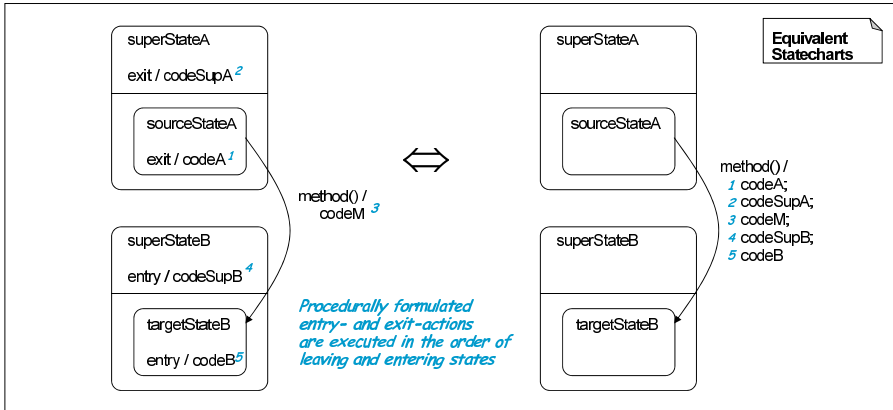 superStateA
exit / codeSupA 2
sourceStateA
exit / codeA 1
method() /
codeM 3
superStateB
entry / codeSupB 4
targetStateB
entry / codeB 5
Procedurally formulated
entry- and exit-actions
are executed in the order of
leaving and entering states
superStateA
sourceStateA
superStateB
targetStateB
method() /
1 codeA;
2 codeSupA;
3 codeM;
4 codeSupB;
5 codeB
Equivalent
Statecharts